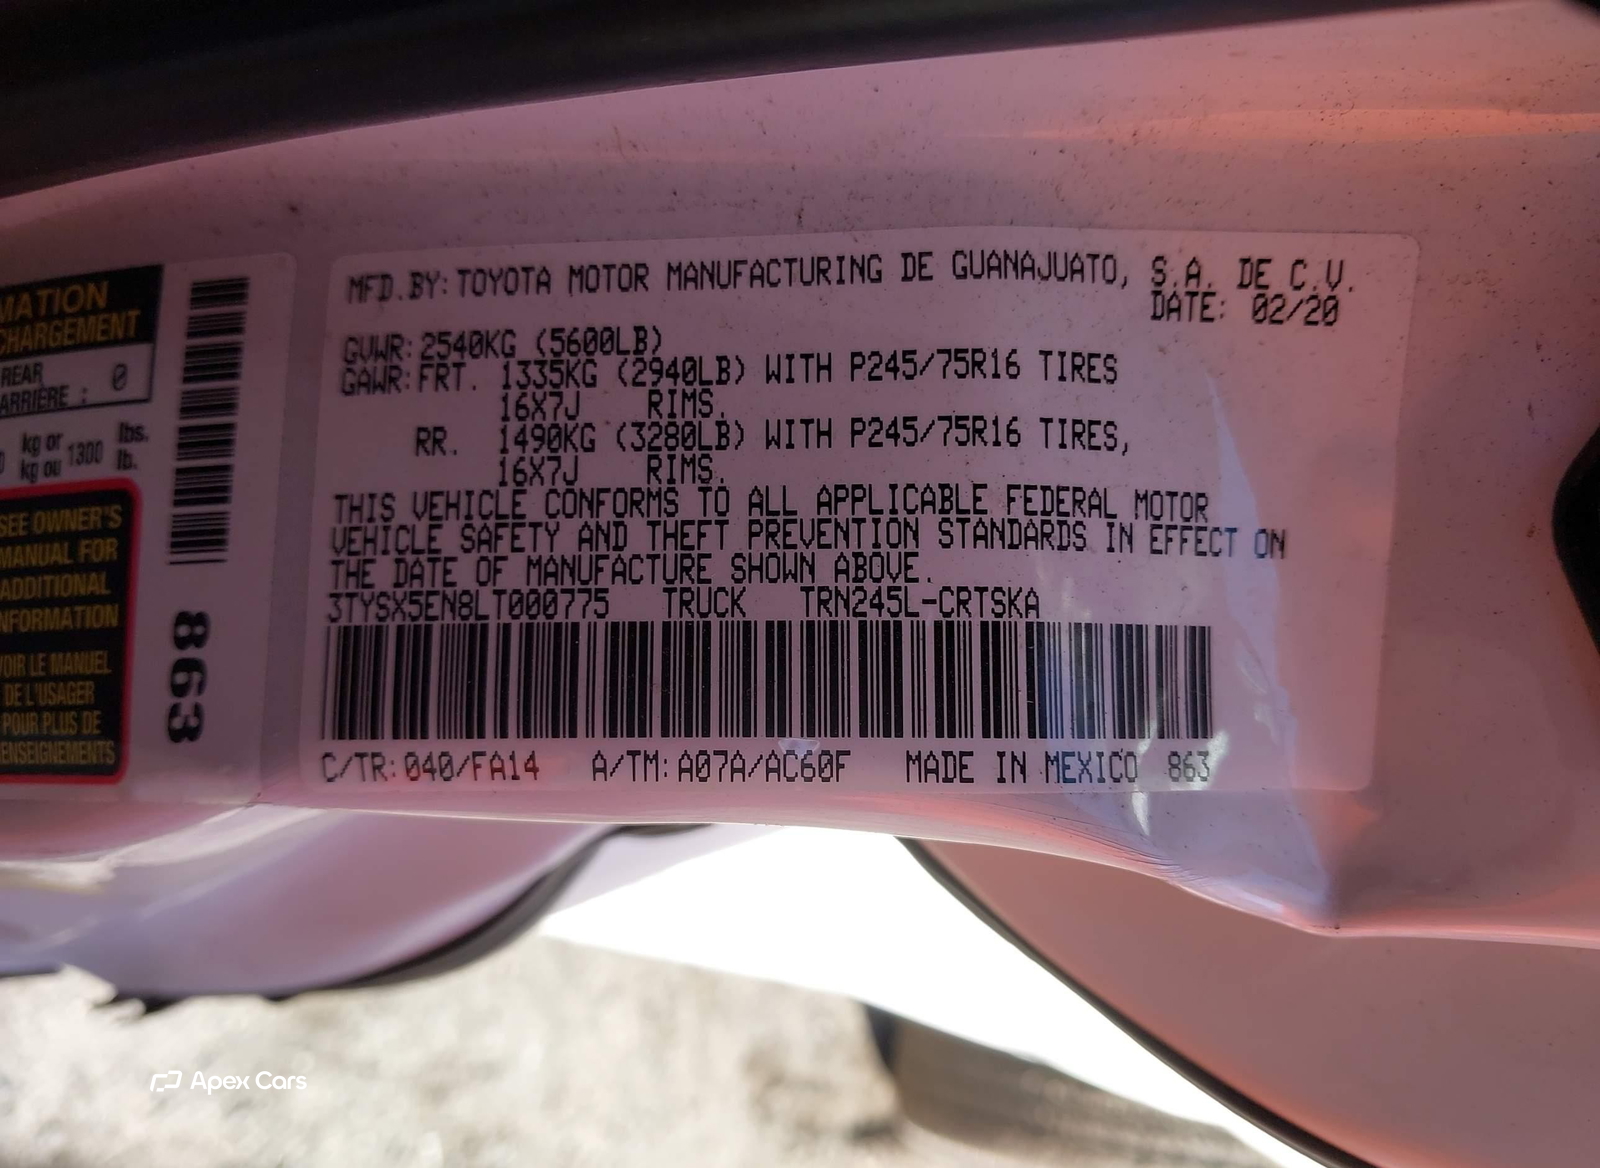 MATION
CHARGEMENT
REAR
ARRIÈRE : 0
kg or 1300 lbs.
kg ou lb.
SEE OWNER'S
MANUAL FOR
ADDITIONAL
INFORMATION
VOIR LE MANUEL
DE L'USAGER
POUR PLUS DE
RENSEIGNEMENTS
863
MFD.BY: TOYOTA MOTOR MANUFACTURING DE GUANAJUATO, S.A. DE C.V.
DATE: 02/20
GVWR: 2540KG (5600LB)
GAWR: FRT. 1335KG (2940LB) WITH P245/75R16 TIRES
16X7J RIMS.
RR. 1490KG (3280LB) WITH P245/75R16 TIRES,
16X7J RIMS.
THIS VEHICLE CONFORMS TO ALL APPLICABLE FEDERAL MOTOR
VEHICLE SAFETY AND THEFT PREVENTION STANDARDS IN EFFECT ON
THE DATE OF MANUFACTURE SHOWN ABOVE.
3TYSX5EN8LT000775 TRUCK TRN245L-CRTSKA
C/TR: 040/FA14 A/TM: A07A/AC60F MADE IN MEXICO 863
Apex Cars